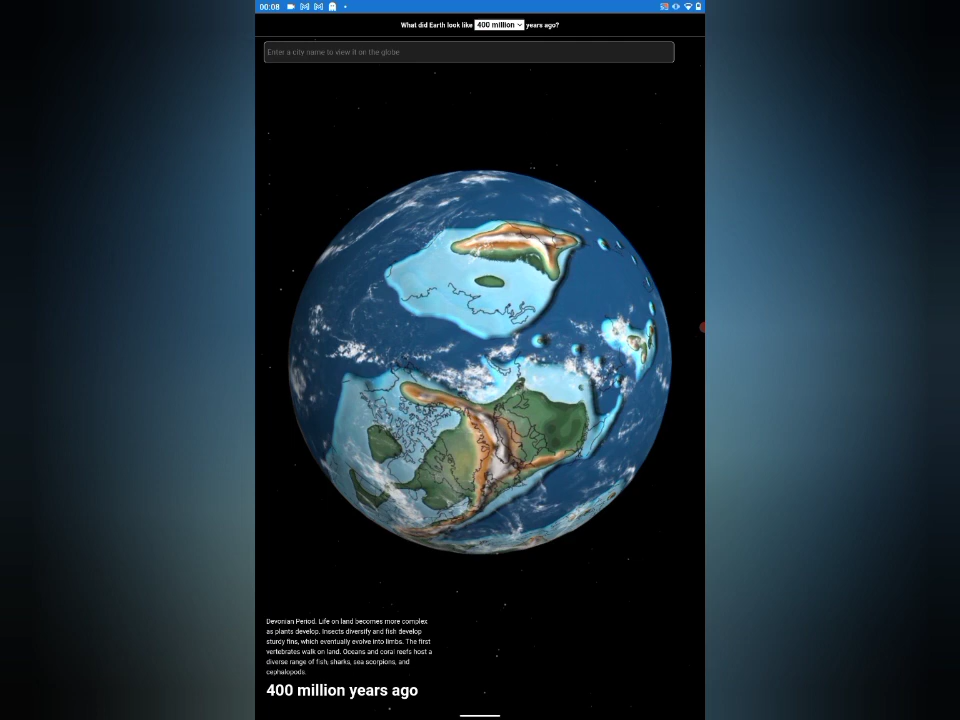 00:08
What did Earth look like 400 million years ago?
Enter a city name to view it on the globe
Devonian Period. Life on land becomes more complex
as plants develop. Insects diversify and fish develop
sturdy fins, which eventually evolve into limbs. The first
vertebrates walk on land. Oceans and coral reefs host a
diverse range of fish, sharks, sea scorpions, and
cephalopods.
400 million years ago